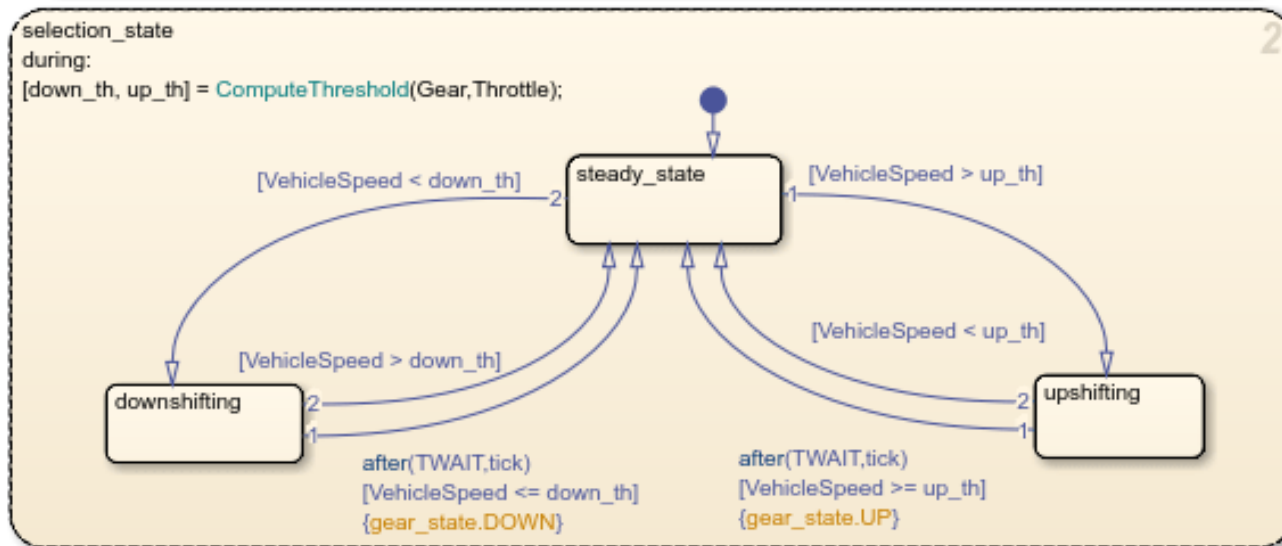 selection_state
2
during:
[down_th, up_th] = ComputeThreshold(Gear,Throttle);
steady_state
[VehicleSpeed < down_th]
2
[VehicleSpeed > up_th]
1
[VehicleSpeed > down_th]
[VehicleSpeed < up_th]
downshifting
2
1
upshifting
2
1
after(TWAIT,tick)
[VehicleSpeed <= down_th]
{gear_state.DOWN}
after(TWAIT,tick)
[VehicleSpeed >= up_th]
{gear_state.UP}